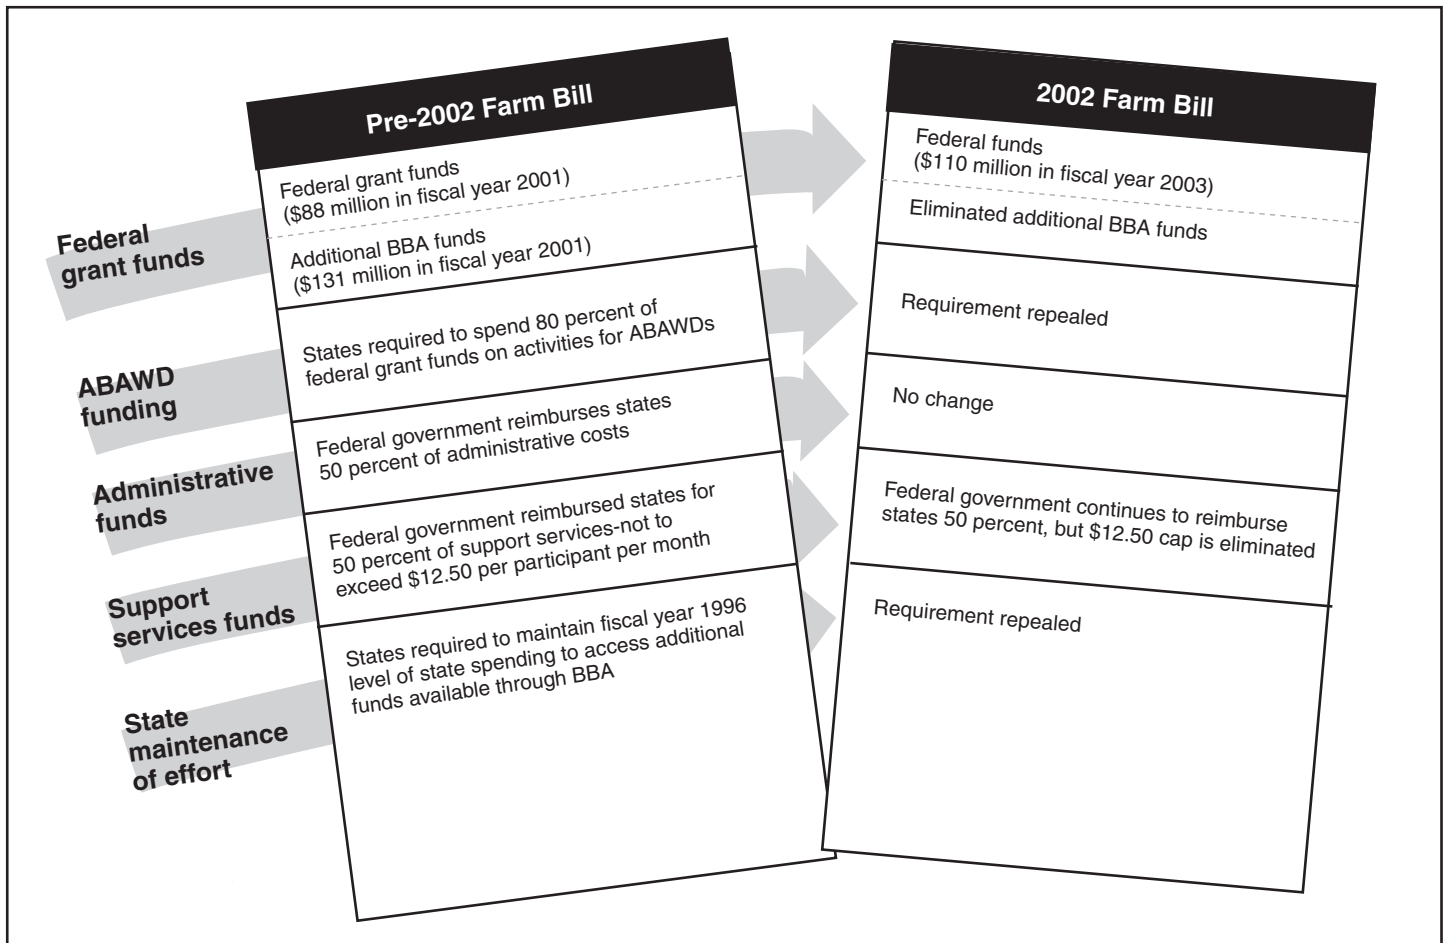 Pre-2002 Farm Bill
2002 Farm Bill
Federal
grant funds
Federal grant funds
($88 million in fiscal year 2001)
Additional BBA funds
($131 million in fiscal year 2001)
Federal funds
($110 million in fiscal year 2003)
Eliminated additional BBA funds
ABAWD
funding
States required to spend 80 percent of
federal grant funds on activities for ABAWDs
Requirement repealed
Administrative
funds
Federal government reimburses states
50 percent of administrative costs
No change
Support
services funds
Federal government reimbursed states for
50 percent of support services-not to
exceed $12.50 per participant per month
Federal government continues to reimburse
states 50 percent, but $12.50 cap is eliminated
State
maintenance
of effort
States required to maintain fiscal year 1996
level of state spending to access additional
funds available through BBA
Requirement repealed